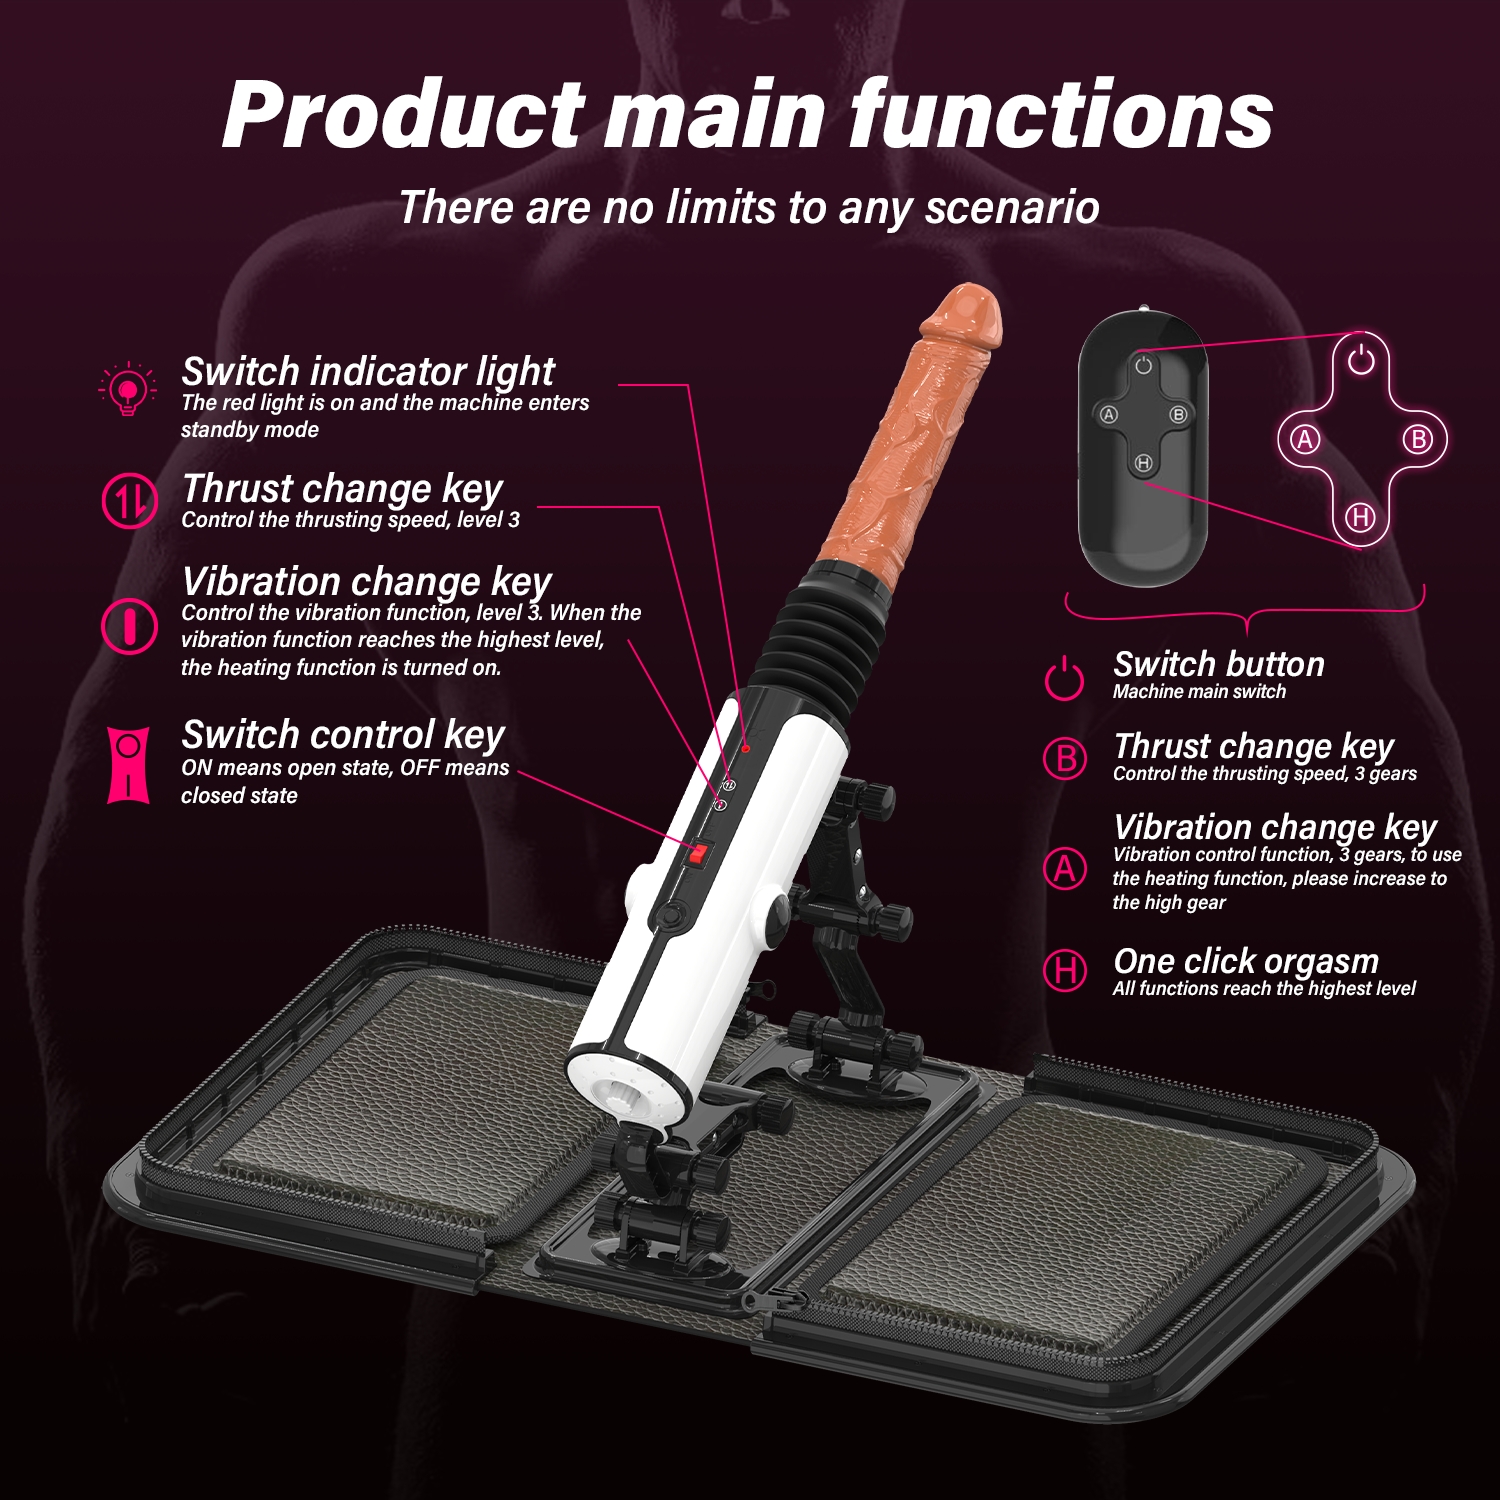 Product main functions
There are no limits to any scenario
Switch indicator light
The red light is on and the machine enters
standby mode
Thrust change key
Control the thrusting speed, level 3
Vibration change key
Control the vibration function, level 3. When the
vibration function reaches the highest level,
the heating function is turned on.
Switch control key
ON means open state, OFF means
closed state
A
B
H
A
B
H
Switch button
Machine main switch
B
Thrust change key
Control the thrusting speed, 3 gears
Vibration change key
A
Vibration control function, 3 gears, to use
the heating function, please increase to
the high gear
H
One click orgasm
All functions reach the highest level